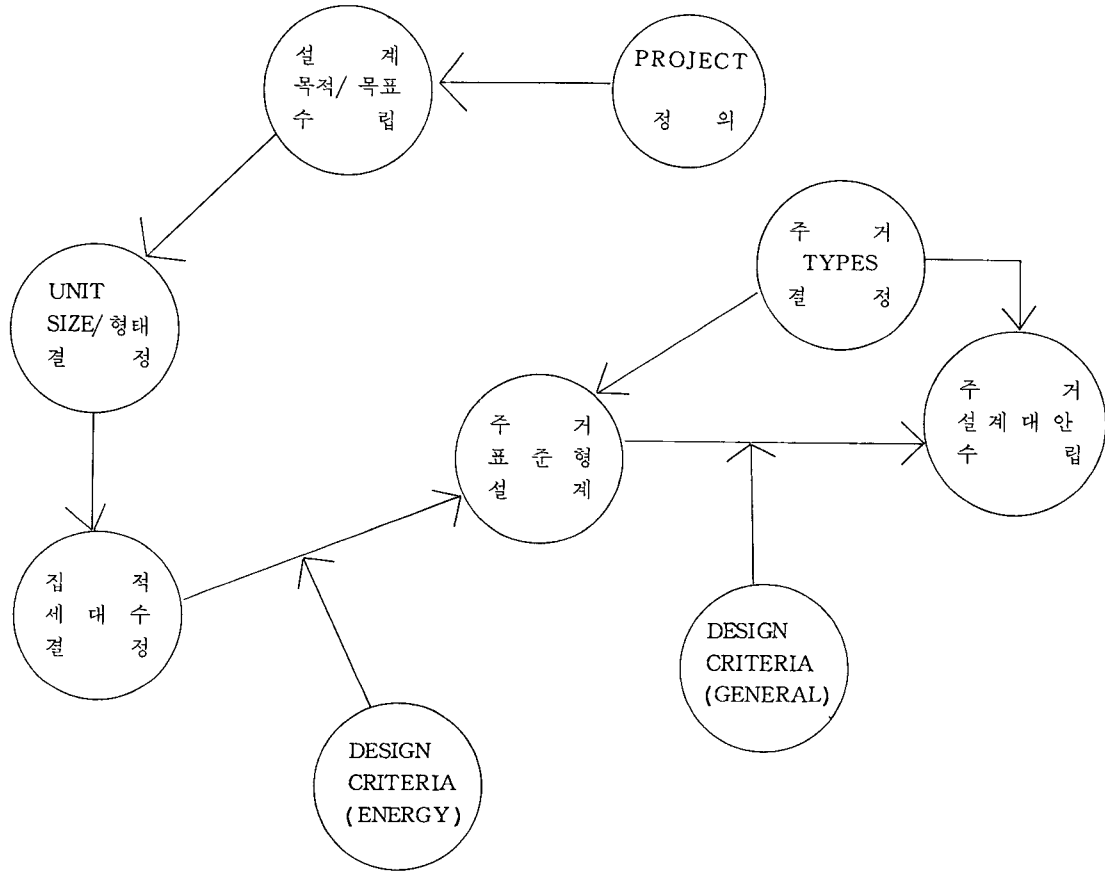 설 계
목적/ 목표
수 립
PROJECT
정 의
주 거
TYPES
결 정
UNIT
SIZE/ 형태
결 정
주 거
표 준 형
설 계
주 거
설 계 대 안
수 립
집 적
세 대 수
결 정
DESIGN
CRITERIA
(GENERAL)
DESIGN
CRITERIA
(ENERGY)